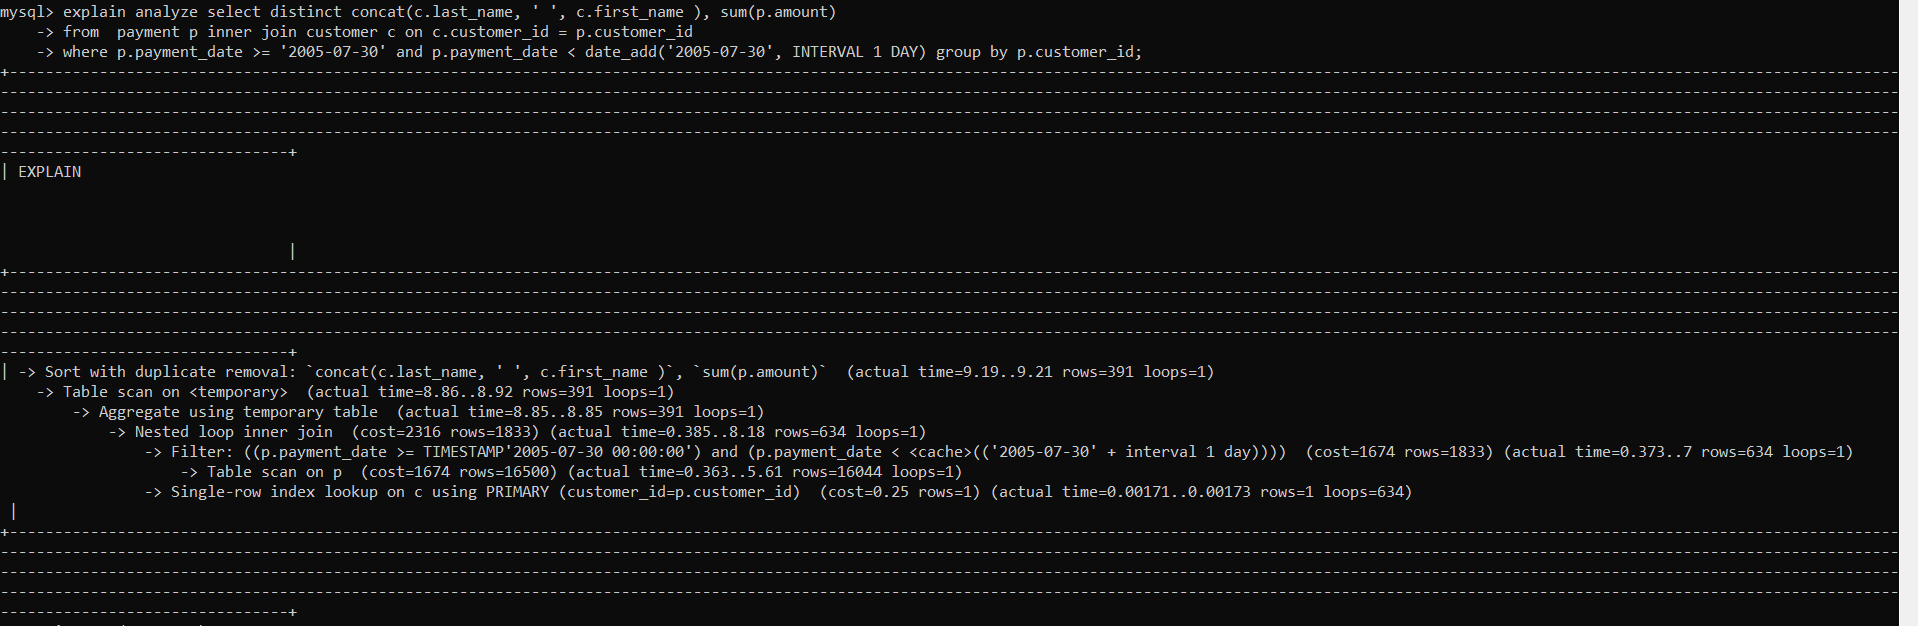 mysql> explain analyze select distinct concat(c.last_name, ' ', c.first_name ), sum(p.amount)
    -> from  payment p inner join customer c on c.customer_id = p.customer_id
    -> where p.payment_date >= '2005-07-30' and p.payment_date < date_add('2005-07-30', INTERVAL 1 DAY) group by p.customer_id;
| EXPLAIN
|
| -> Sort with duplicate removal: `concat(c.last_name, ' ', c.first_name )`, `sum(p.amount)`  (actual time=9.19..9.21 rows=391 loops=1)
    -> Table scan on <temporary>  (actual time=8.86..8.92 rows=391 loops=1)
        -> Aggregate using temporary table  (actual time=8.85..8.85 rows=391 loops=1)
            -> Nested loop inner join  (cost=2316 rows=1833) (actual time=0.385..8.18 rows=634 loops=1)
                -> Filter: ((p.payment_date >= TIMESTAMP'2005-07-30 00:00:00') and (p.payment_date < <cache>(('2005-07-30' + interval 1 day))))  (cost=1674 rows=1833) (actual time=0.373..7 rows=634 loops=1)
                    -> Table scan on p  (cost=1674 rows=16500) (actual time=0.363..5.61 rows=16044 loops=1)
                -> Single-row index lookup on c using PRIMARY (customer_id=p.customer_id)  (cost=0.25 rows=1) (actual time=0.00171..0.00173 rows=1 loops=634)
|